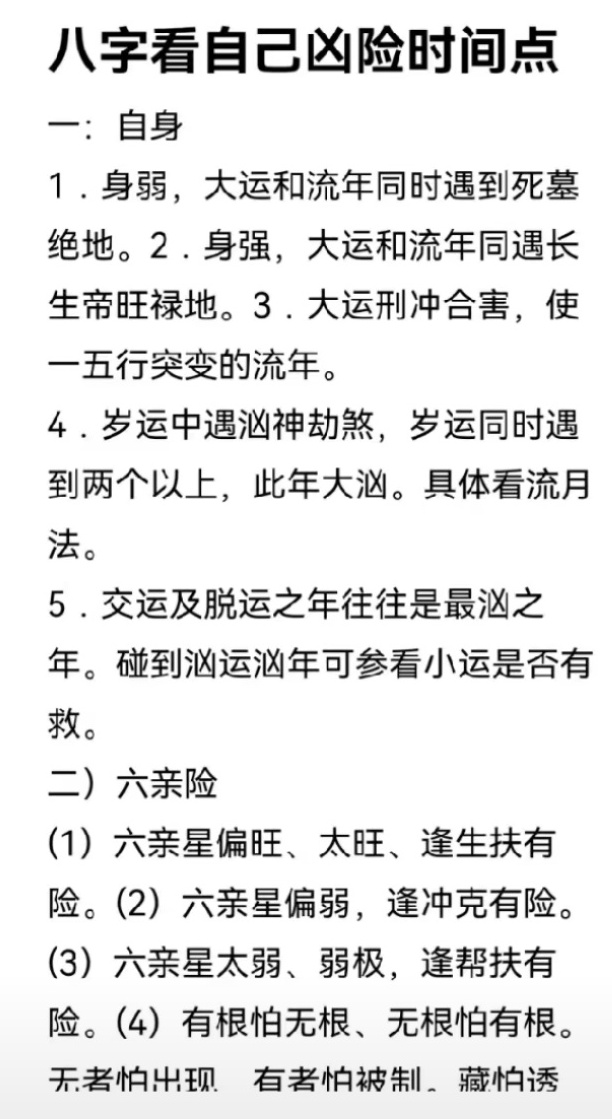 八字看自己凶险时间点
一：自身
1．身弱，大运和流年同时遇到死墓
绝地。2．身强，大运和流年同遇长
生帝旺禄地。3．大运刑冲合害，使
一五行突变的流年。
4．岁运中遇汹神劫煞，岁运同时遇
到两个以上，此年大汹。具体看流月
法。
5．交运及脱运之年往往是最汹之
年。碰到汹运汹年可参看小运是否有
救。
二）六亲险
(1）六亲星偏旺、太旺、逢生扶有
险。(2）六亲星偏弱，逢冲克有险。
(3）六亲星太弱、弱极，逢帮扶有
险。(4）有根怕无根、无根怕有根。
无者怕出现、有者怕被制。藏怕透